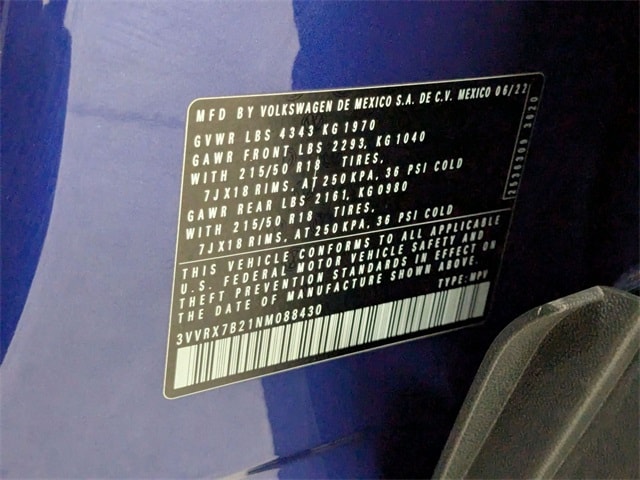 MFD BY VOLKSWAGEN DE MEXICO S.A. DE C.V. MEXICO 06/22
GVWR LBS 4343 KG 1970
GAWR FRONT LBS 2293, KG 1040
WITH 215/50 R18 TIRES,
7JX18 RIMS, AT 250 KPA, 36 PSI COLD
GAWR REAR LBS 2161, KG 0980
WITH 215/50 R18 TIRES,
7JX18 RIMS, AT 250 KPA, 36 PSI COLD
THIS VEHICLE CONFORMS TO ALL APPLICABLE
U.S. FEDERAL MOTOR VEHICLE SAFETY AND
THEFT PREVENTION STANDARDS IN EFFECT ON
THE DATE OF MANUFACTURE SHOWN ABOVE.
TYPE: MPV
3VVRX7B21NM088430